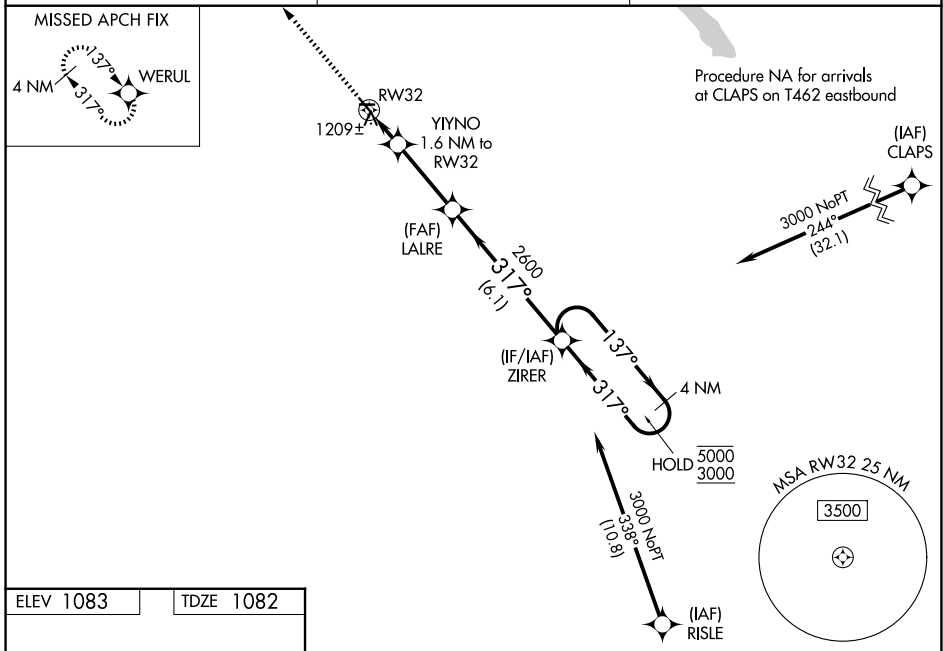 MISSED APCH FIX
137°
WERUL
4 NM
317°
RW32
1209±
YIYNO
1.6 NM to
RW32
Procedure NA for arrivals
at CLAPS on T462 eastbound
(IAF)
CLAPS
3000 NoPT
244°
(32.1)
(FAF)
LALRE
2600
317°
(6.1)
(IF/IAF)
ZIRER
137°
317°
4 NM
HOLD 5000
3000
MSA RW32 25 NM
3500
3000 NoPT
338°
(10.8)
(IAF)
RISLE
ELEV 1083
TDZE 1082